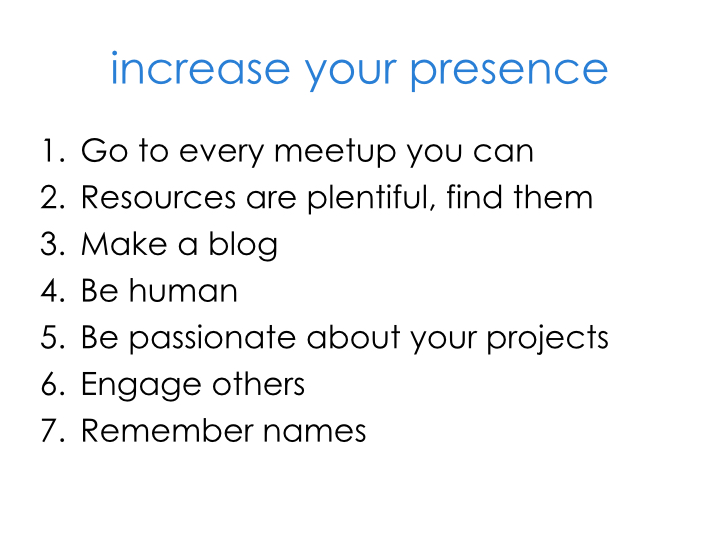 increase your presence
1. Go to every meetup you can
2. Resources are plentiful, find them
3. Make a blog
4. Be human
5. Be passionate about your projects
6. Engage others
7. Remember names